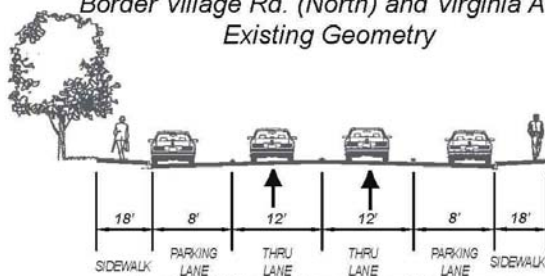 Border Village Rd. (North) and Virginia A
Existing Geometry
18' 8' 12' 12' 8' 18'
SIDEWALK PARKING LANE THRU LANE THRU LANE PARKING LANE SIDEWALK